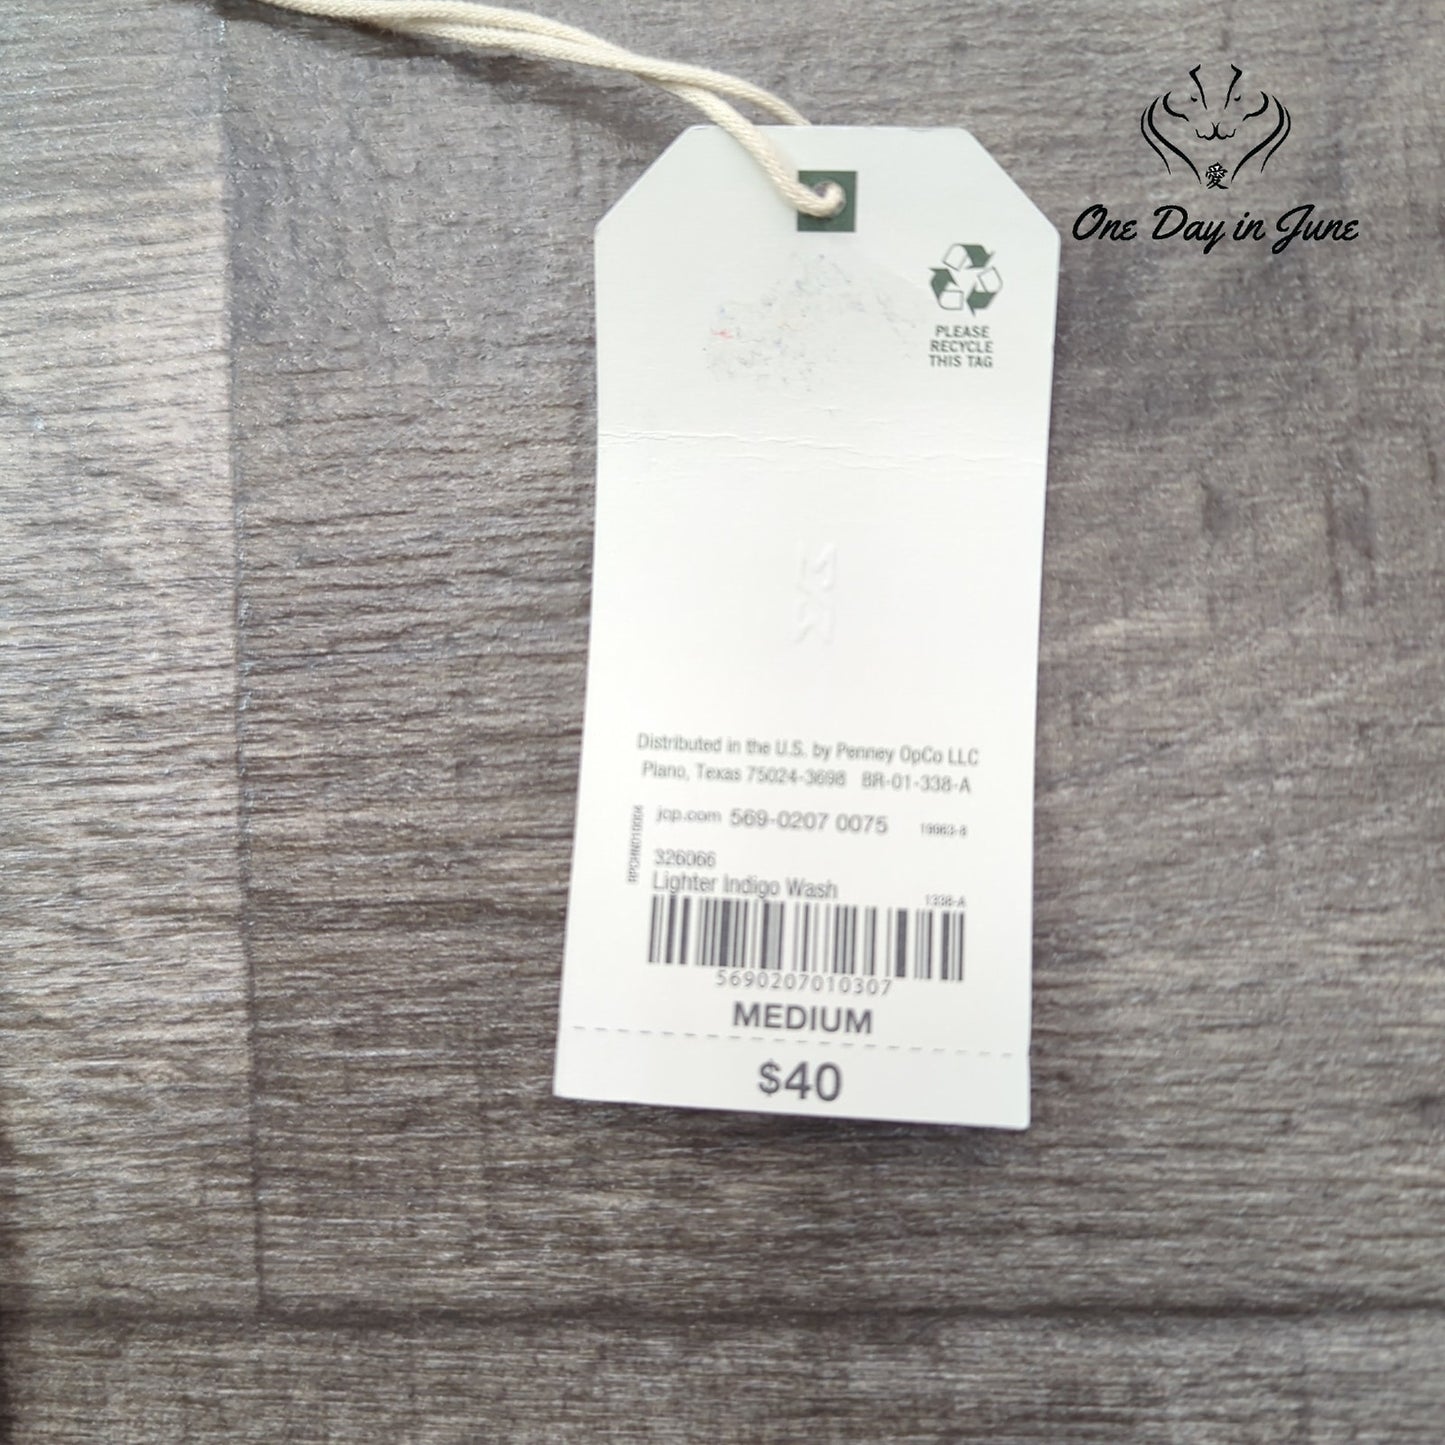 愛
One Day in June
PLEASE
RECYCLE
THIS TAG
Distributed in the U.S. by Penney OpCo LLC
Plano, Texas 75024-3698 BR-01-338-A
jcp.com 569-0207 0075 19963-8
326066
Lighter Indigo Wash
1338-A
5690207010307
MEDIUM
$40